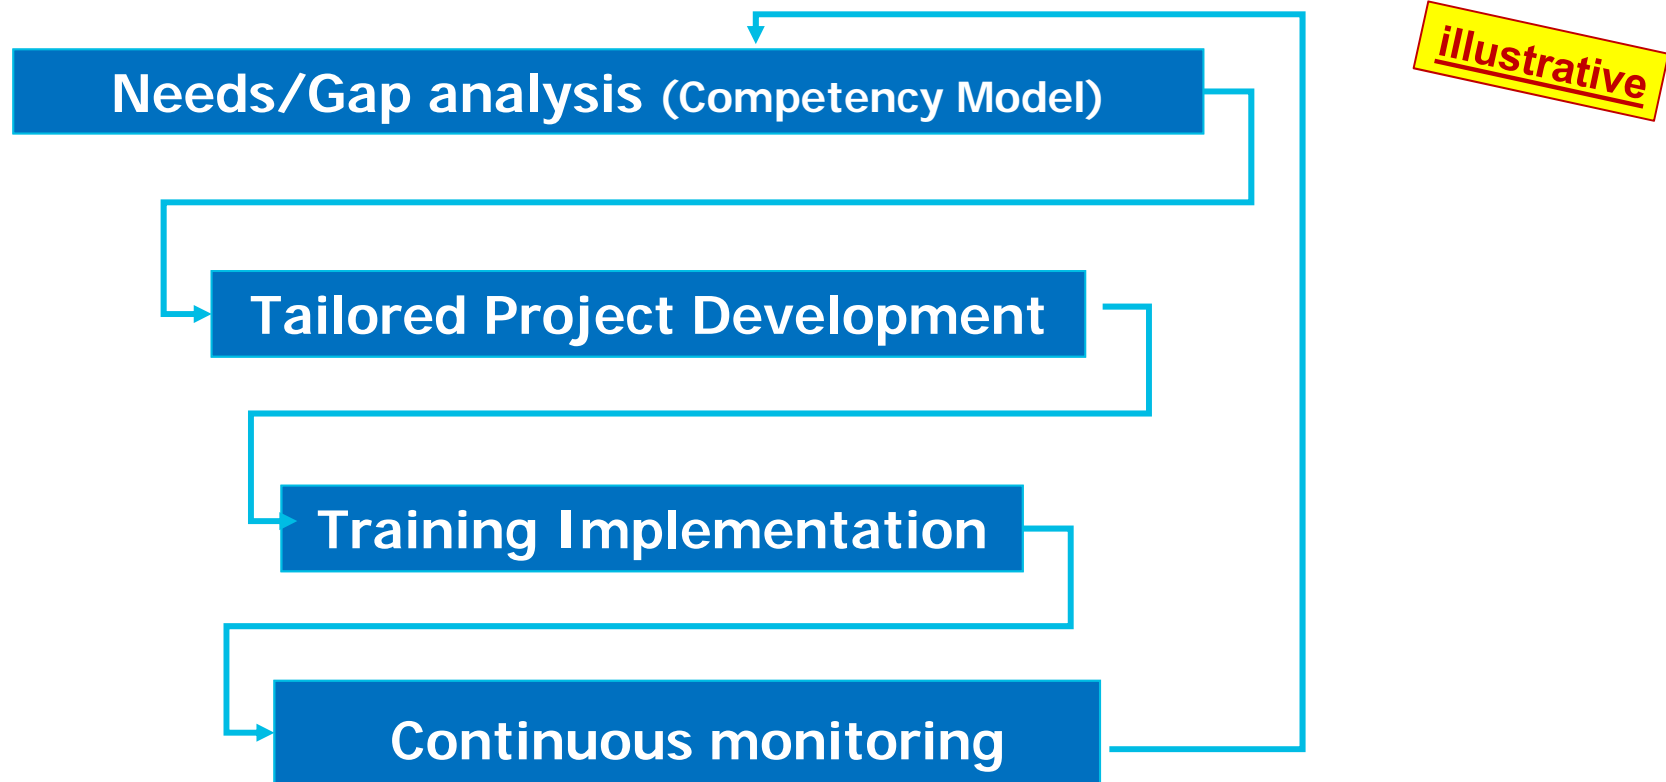 illustrative
Needs/Gap analysis (Competency Model)
Tailored Project Development
Training Implementation
Continuous monitoring